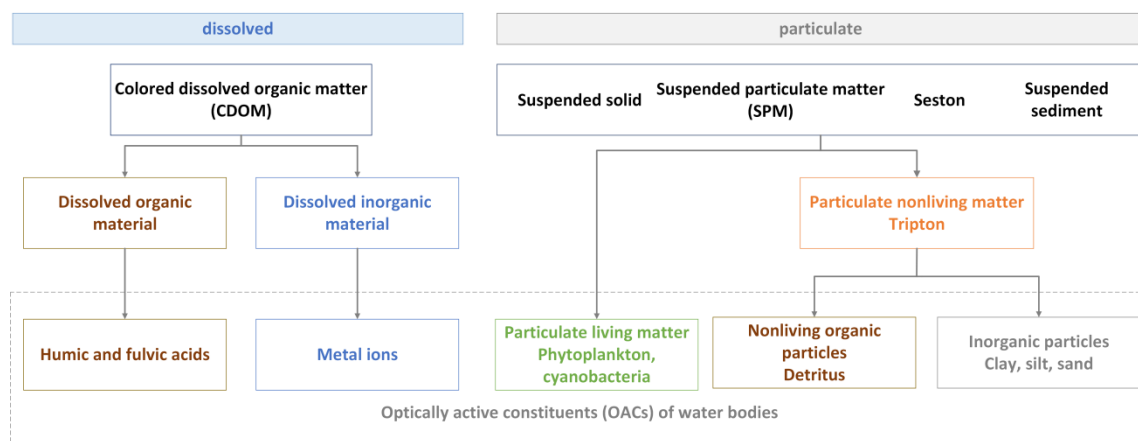 dissolved
particulate
Colored dissolved organic matter
(CDOM)
Suspended solid
Suspended particulate matter
(SPM)
Seston
Suspended
sediment
Dissolved organic
material
Dissolved inorganic
material
Particulate nonliving matter
Tripton
Humic and fulvic acids
Metal ions
Particulate living matter
Phytoplankton,
cyanobacteria
Nonliving organic
particles
Detritus
Inorganic particles
Clay, silt, sand
Optically active constituents (OACs) of water bodies